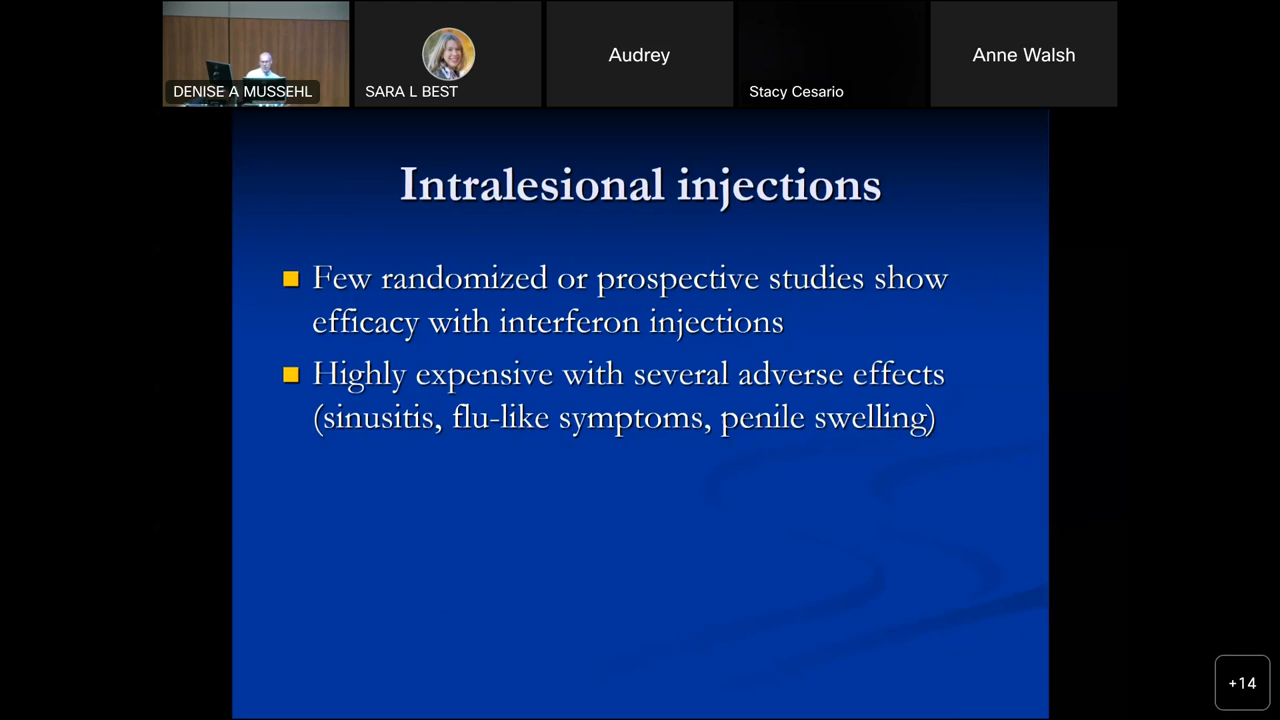 DENISE A MUSSEHL
SARA L BEST
Audrey
Stacy Cesario
Anne Walsh
Intralesional injections
Few randomized or prospective studies show
efficacy with interferon injections
Highly expensive with several adverse effects
(sinusitis, flu-like symptoms, penile swelling)
+14